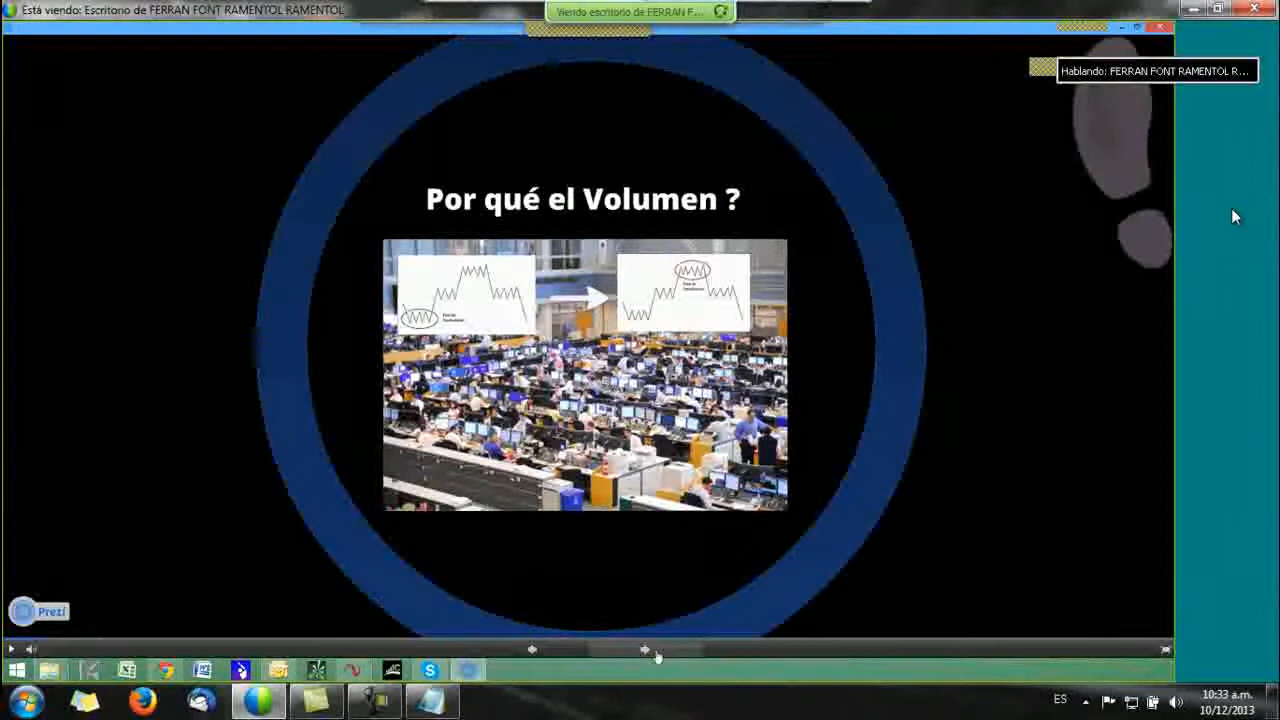 Está viendo: Escritorio de FERRAN FONT RAMENTOL RAMENTOL
Viendo escritorio de FERRAN F...
Hablando: FERRAN FONT RAMENTOL R...
Por qué el Volumen ?
Prezi
ES
10:33 a.m.
10/12/2013